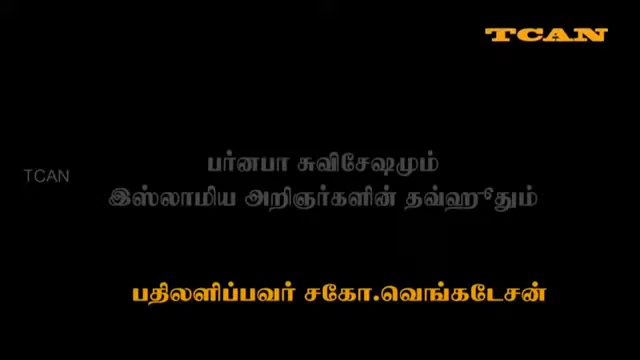 TCAN
பர்னபா சுவிசேஷமும்
TCAN
இஸ்லாமிய அறிஞர்களின் தவ்ஹூதும்
பதிலளிப்பவர் சகோ.வெங்கடேசன்